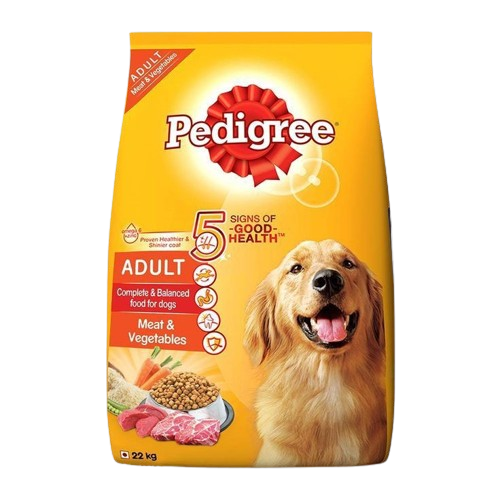 ADULT
Meat & Vegetables
Pedigree®
5 SIGNS OF
-GOOD-
HEALTH™
Proven Healthier &
Shinier coat
ADULT
Complete & Balanced
food for dogs
Meat &
Vegetables
22 kg